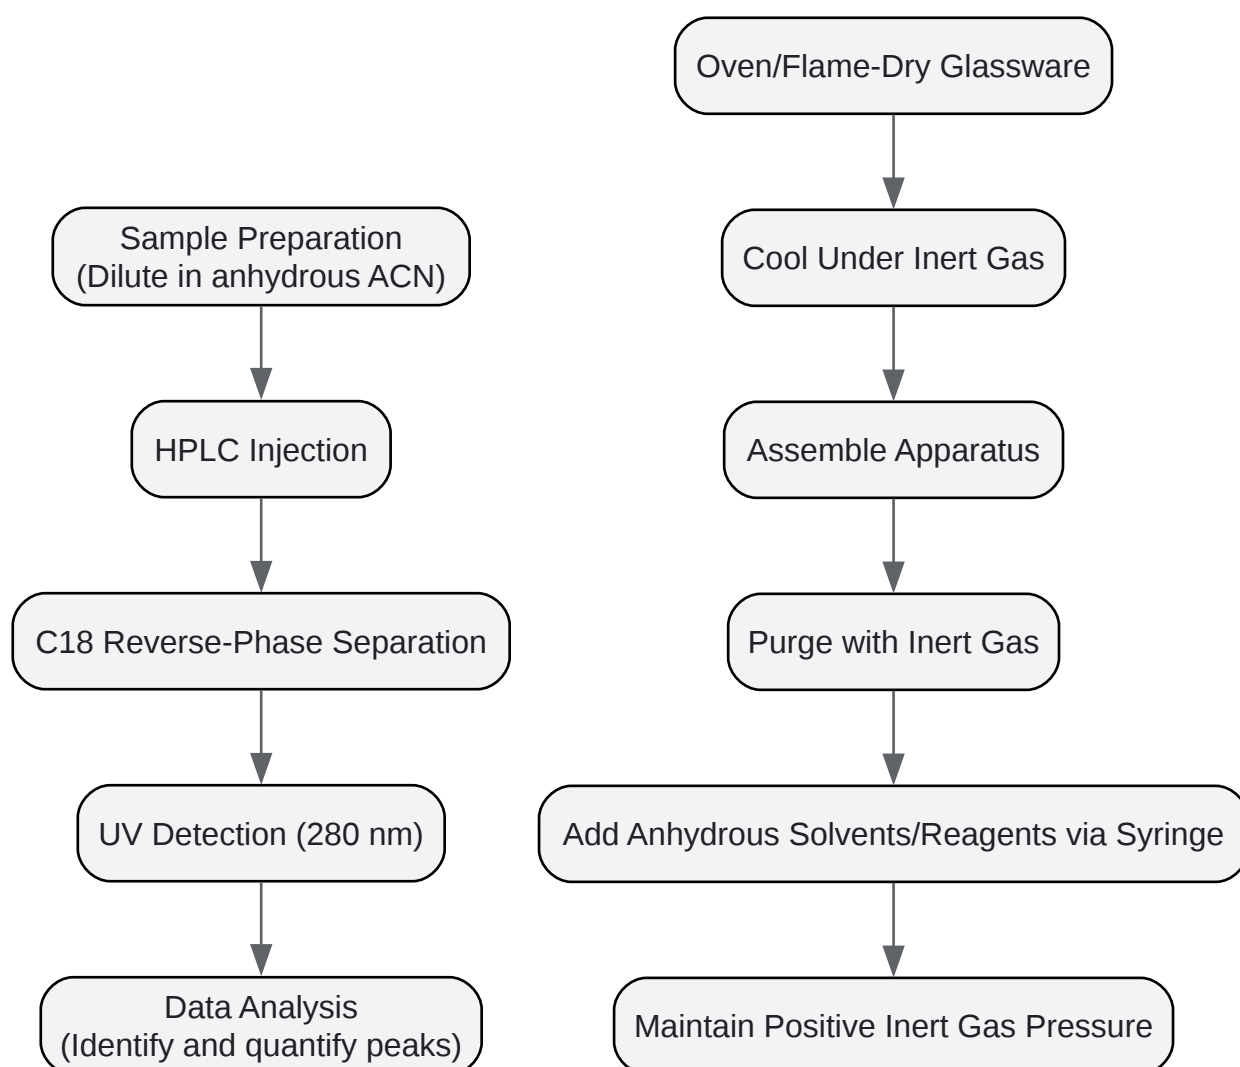 Sample Preparation
(Dilute in anhydrous ACN)
HPLC Injection
C18 Reverse-Phase Separation
UV Detection (280 nm)
Data Analysis
(Identify and quantify peaks)
Oven/Flame-Dry Glassware
Cool Under Inert Gas
Assemble Apparatus
Purge with Inert Gas
Add Anhydrous Solvents/Reagents via Syringe
Maintain Positive Inert Gas Pressure